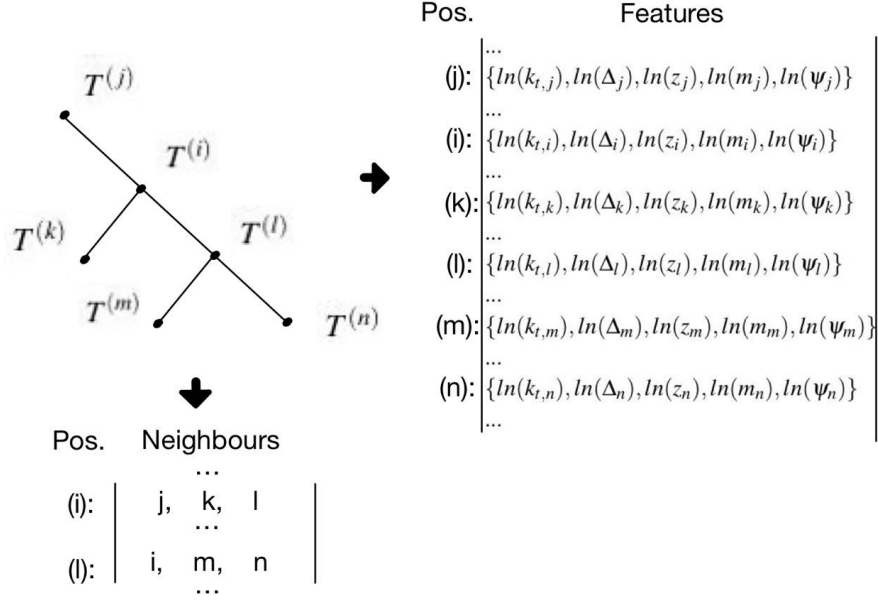 T^{(j)}
T^{(i)}
T^{(k)}
T^{(l)}
T^{(m)}
T^{(n)}
Pos. Features
...
(j): {ln(k_{t,j}), ln(Δ_j), ln(z_j), ln(m_j), ln(ψ_j)}
...
(i): {ln(k_{t,i}), ln(Δ_i), ln(z_i), ln(m_i), ln(ψ_i)}
...
(k): {ln(k_{t,k}), ln(Δ_k), ln(z_k), ln(m_k), ln(ψ_k)}
...
(l): {ln(k_{t,l}), ln(Δ_l), ln(z_l), ln(m_l), ln(ψ_l)}
...
(m): {ln(k_{t,m}), ln(Δ_m), ln(z_m), ln(m_m), ln(ψ_m)}
...
(n): {ln(k_{t,n}), ln(Δ_n), ln(z_n), ln(m_n), ln(ψ_n)}
...
Pos. Neighbours
...
(i): j, k, l
...
(l): i, m, n
...